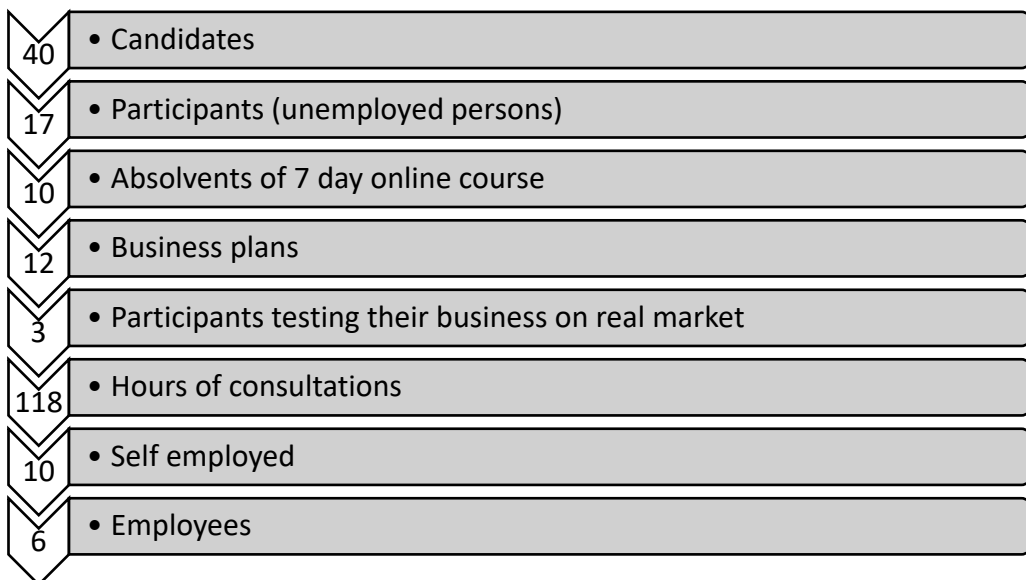 40 • Candidates
17 • Participants (unemployed persons)
10 • Absolvents of 7 day online course
12 • Business plans
3 • Participants testing their business on real market
118 • Hours of consultations
10 • Self employed
6 • Employees